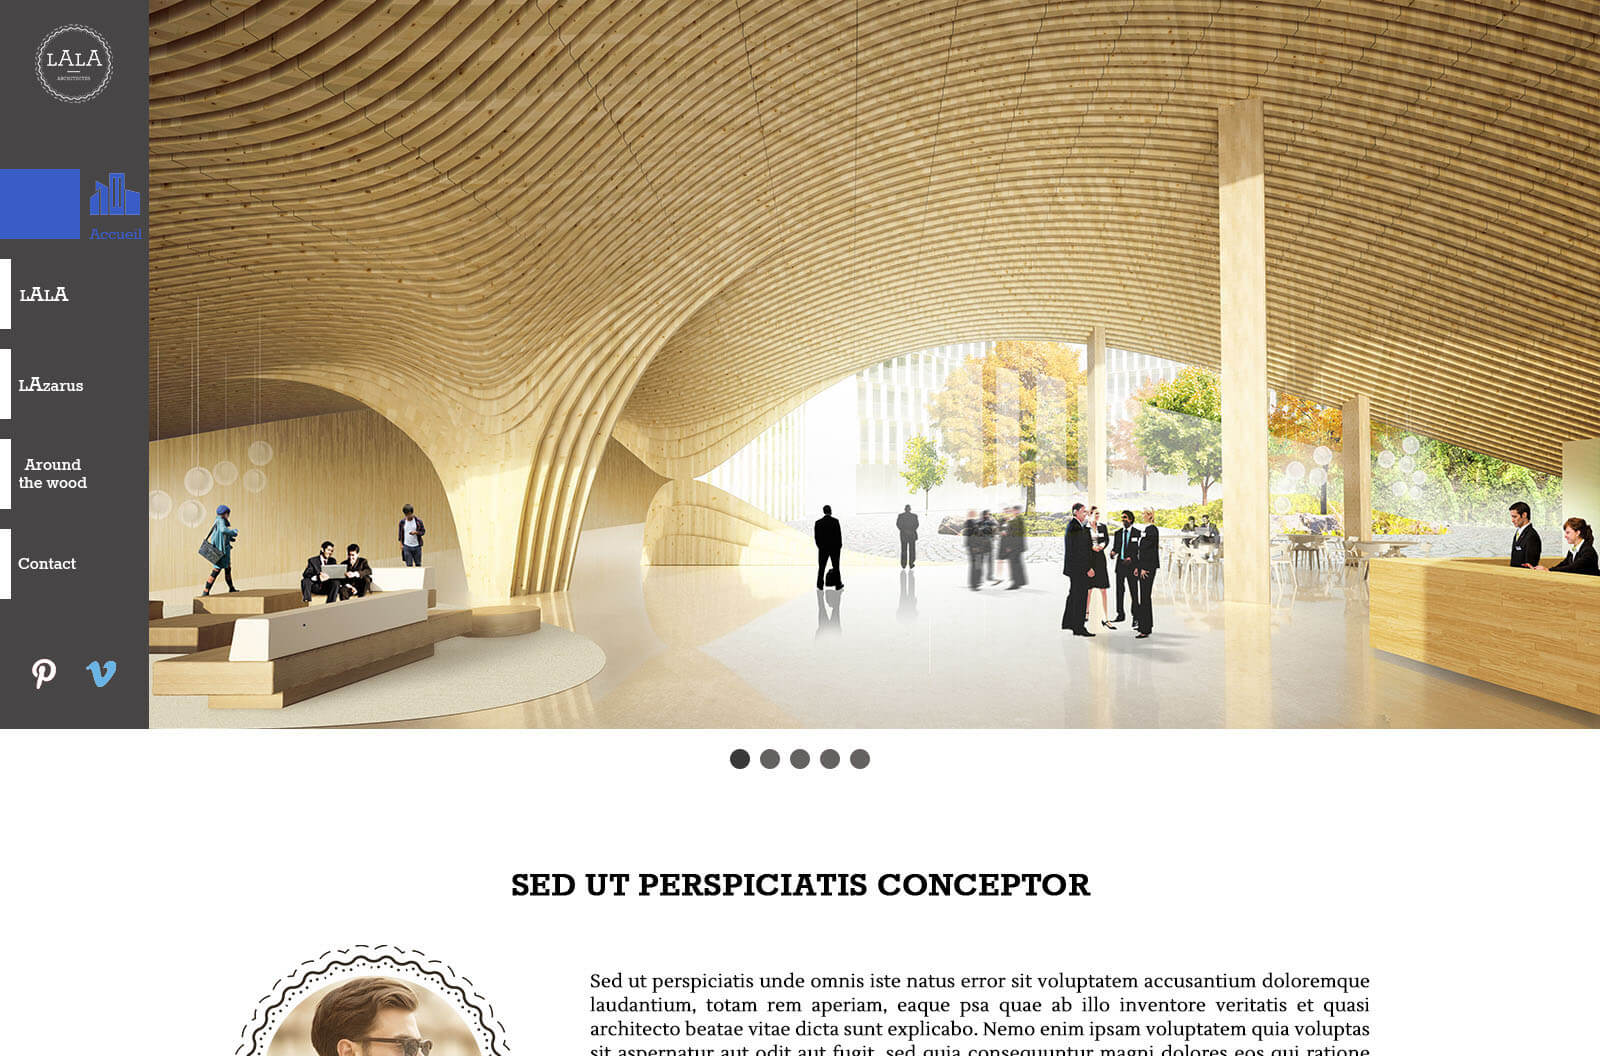 LALA
ARCHITECTES
Accueil
LALA
LAzarus
Around
the wood
Contact
SED UT PERSPICIATIS CONCEPTOR
Sed ut perspiciatis unde omnis iste natus error sit voluptatem accusantium doloremque
laudantium, totam rem aperiam, eaque psa quae ab illo inventore veritatis et quasi
architecto beatae vitae dicta sunt explicabo. Nemo enim ipsam voluptatem quia voluptas
sit aspernatur aut odit aut fugit, sed quia consequuntur magni dolores eos qui ratione